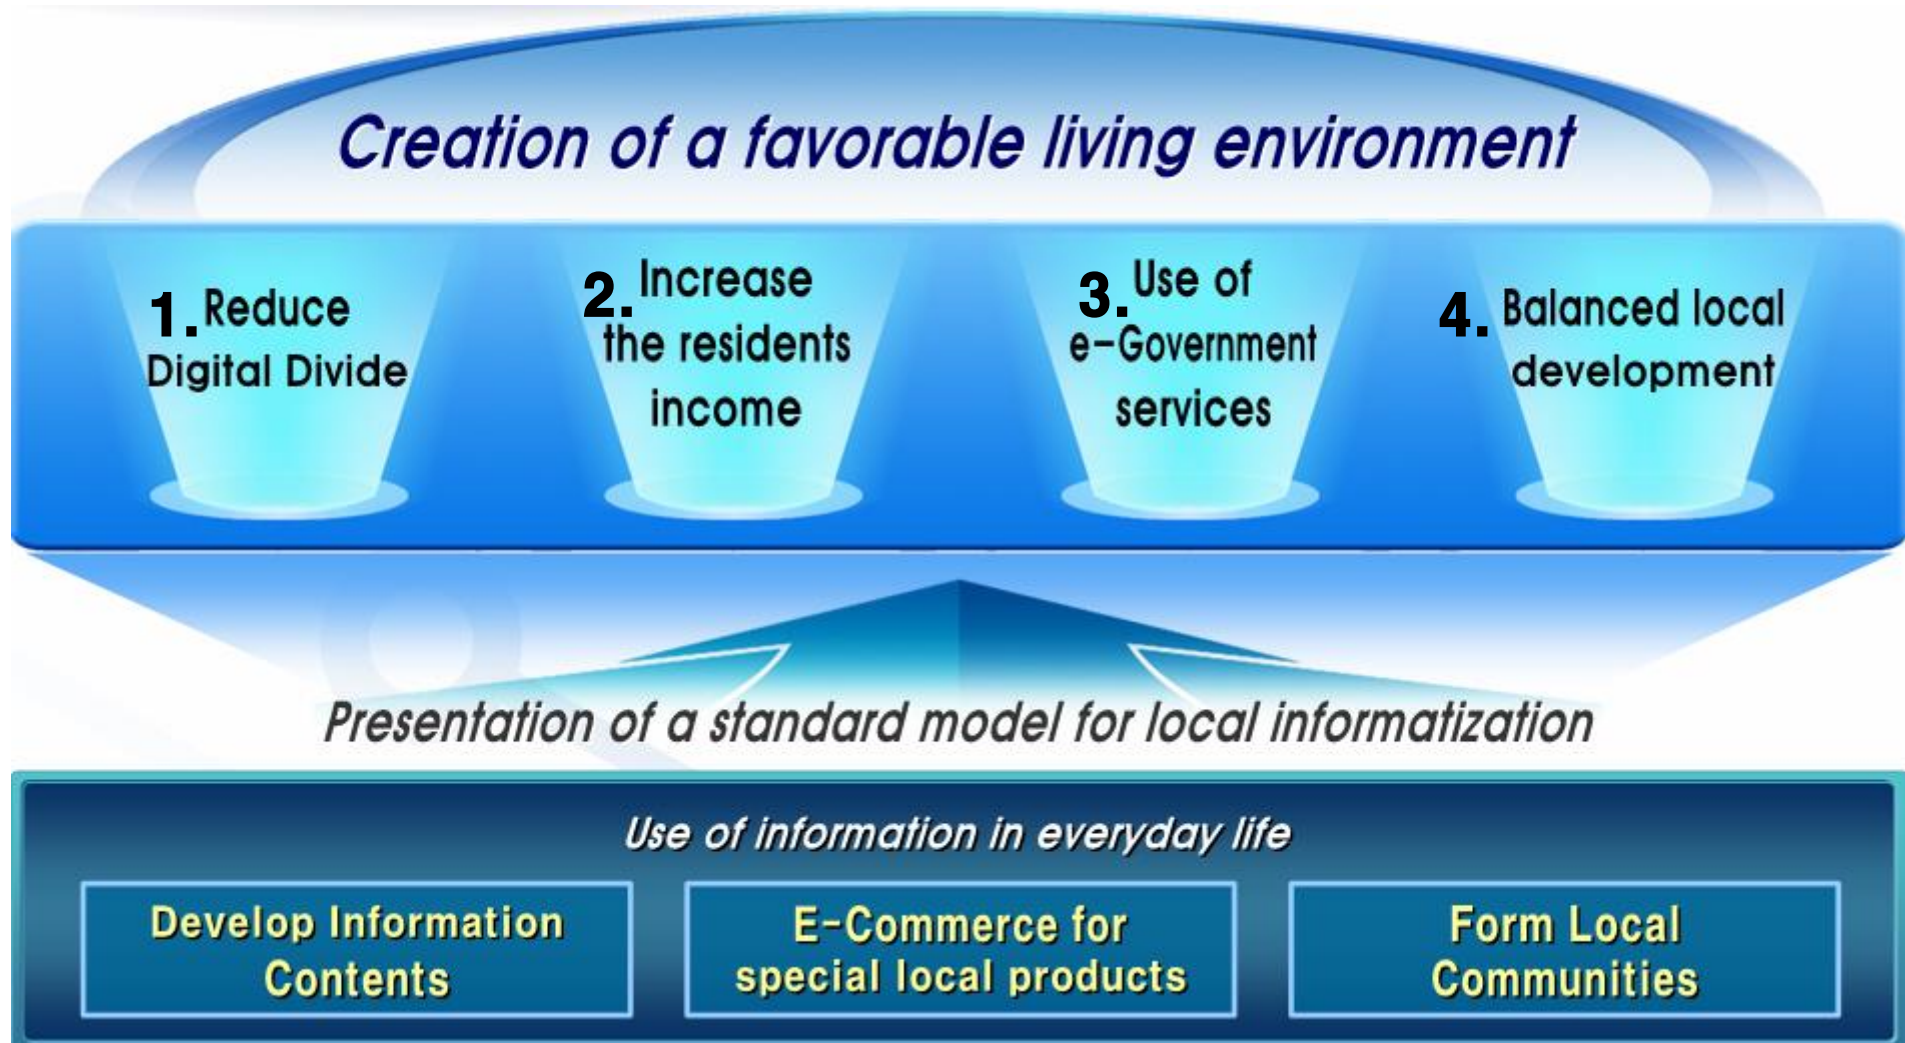 Creation of a favorable living environment
1. Reduce
Digital Divide
2. Increase
the residents
income
3. Use of
e-Government
services
4. Balanced local
development
Presentation of a standard model for local informatization
Use of information in everyday life
Develop Information
Contents
E-Commerce for
special local products
Form Local
Communities